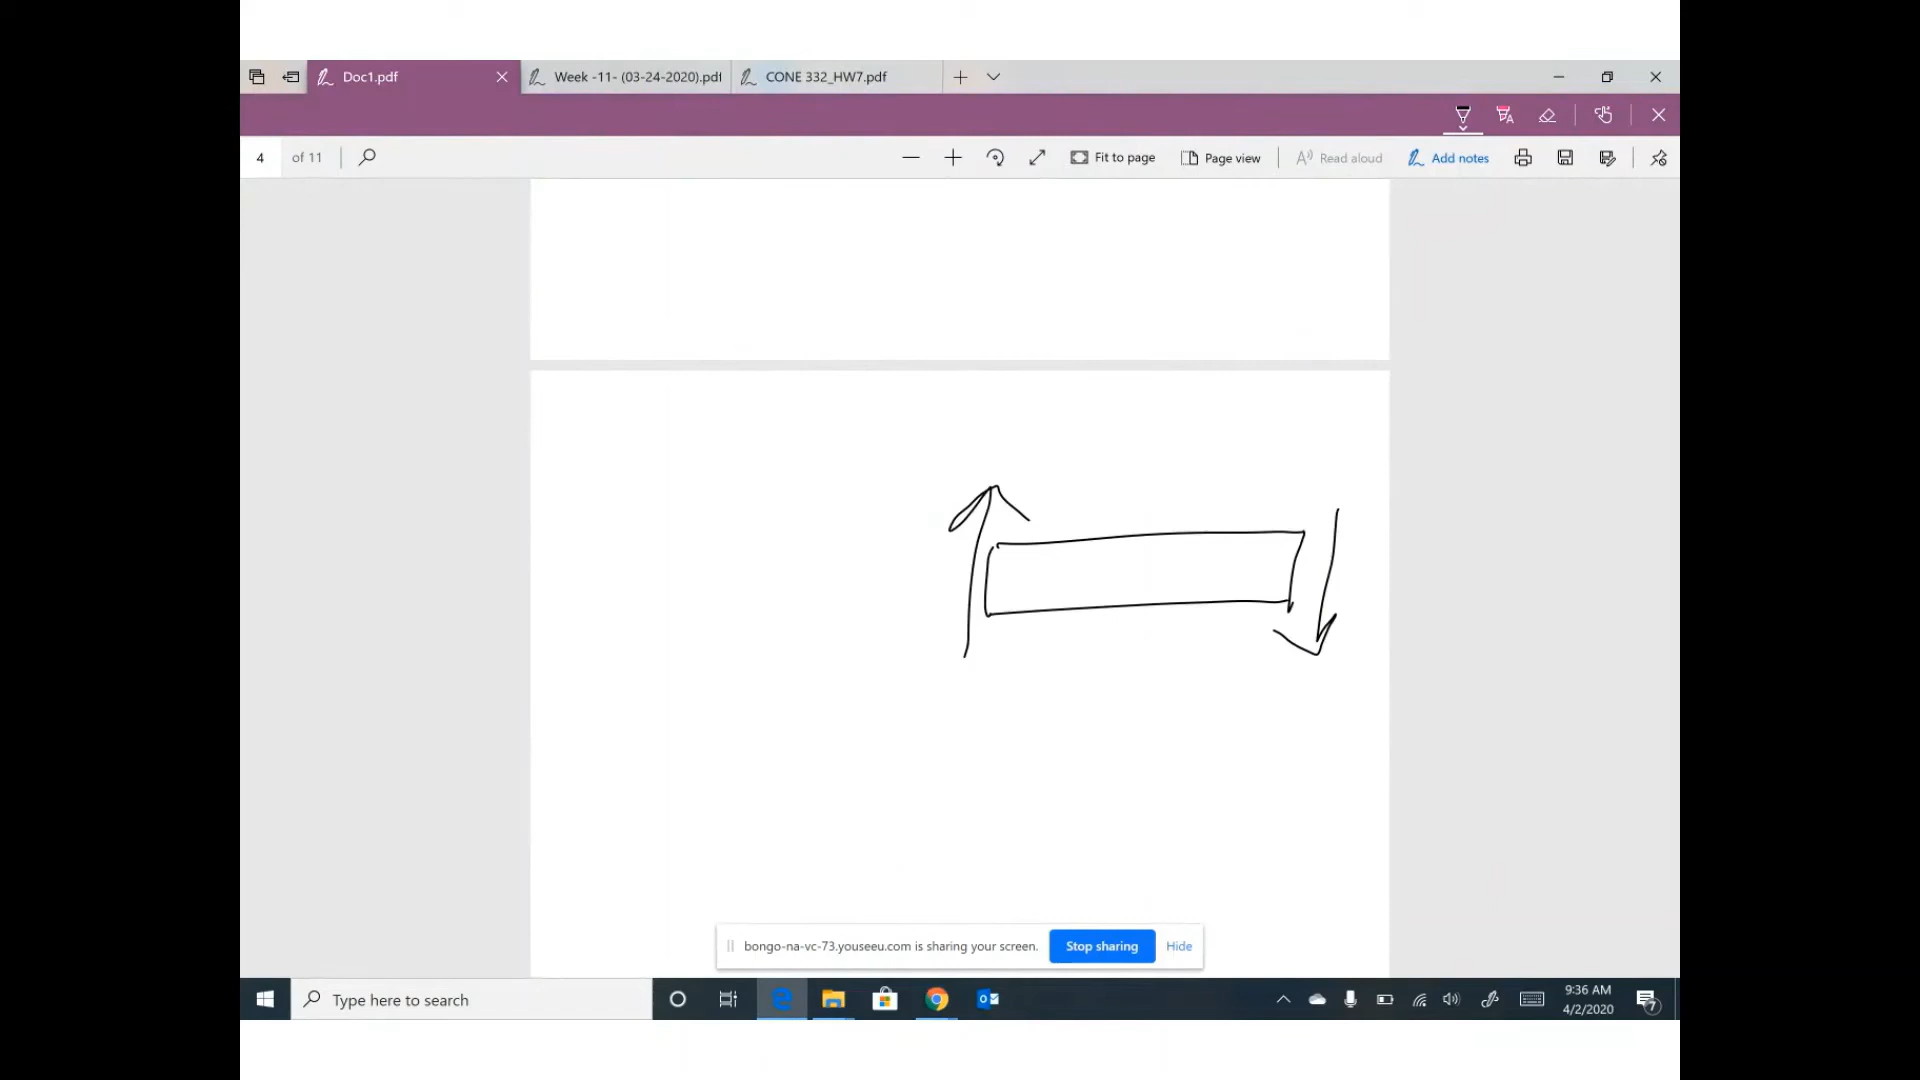 Doc1.pdf
Week -11- (03-24-2020).pdf
CONE 332_HW7.pdf
4 of 11
Fit to page
Page view
Read aloud
Add notes
bongo-na-vc-73.youseeu.com is sharing your screen.
Stop sharing
Hide
Type here to search
9:36 AM
4/2/2020
7